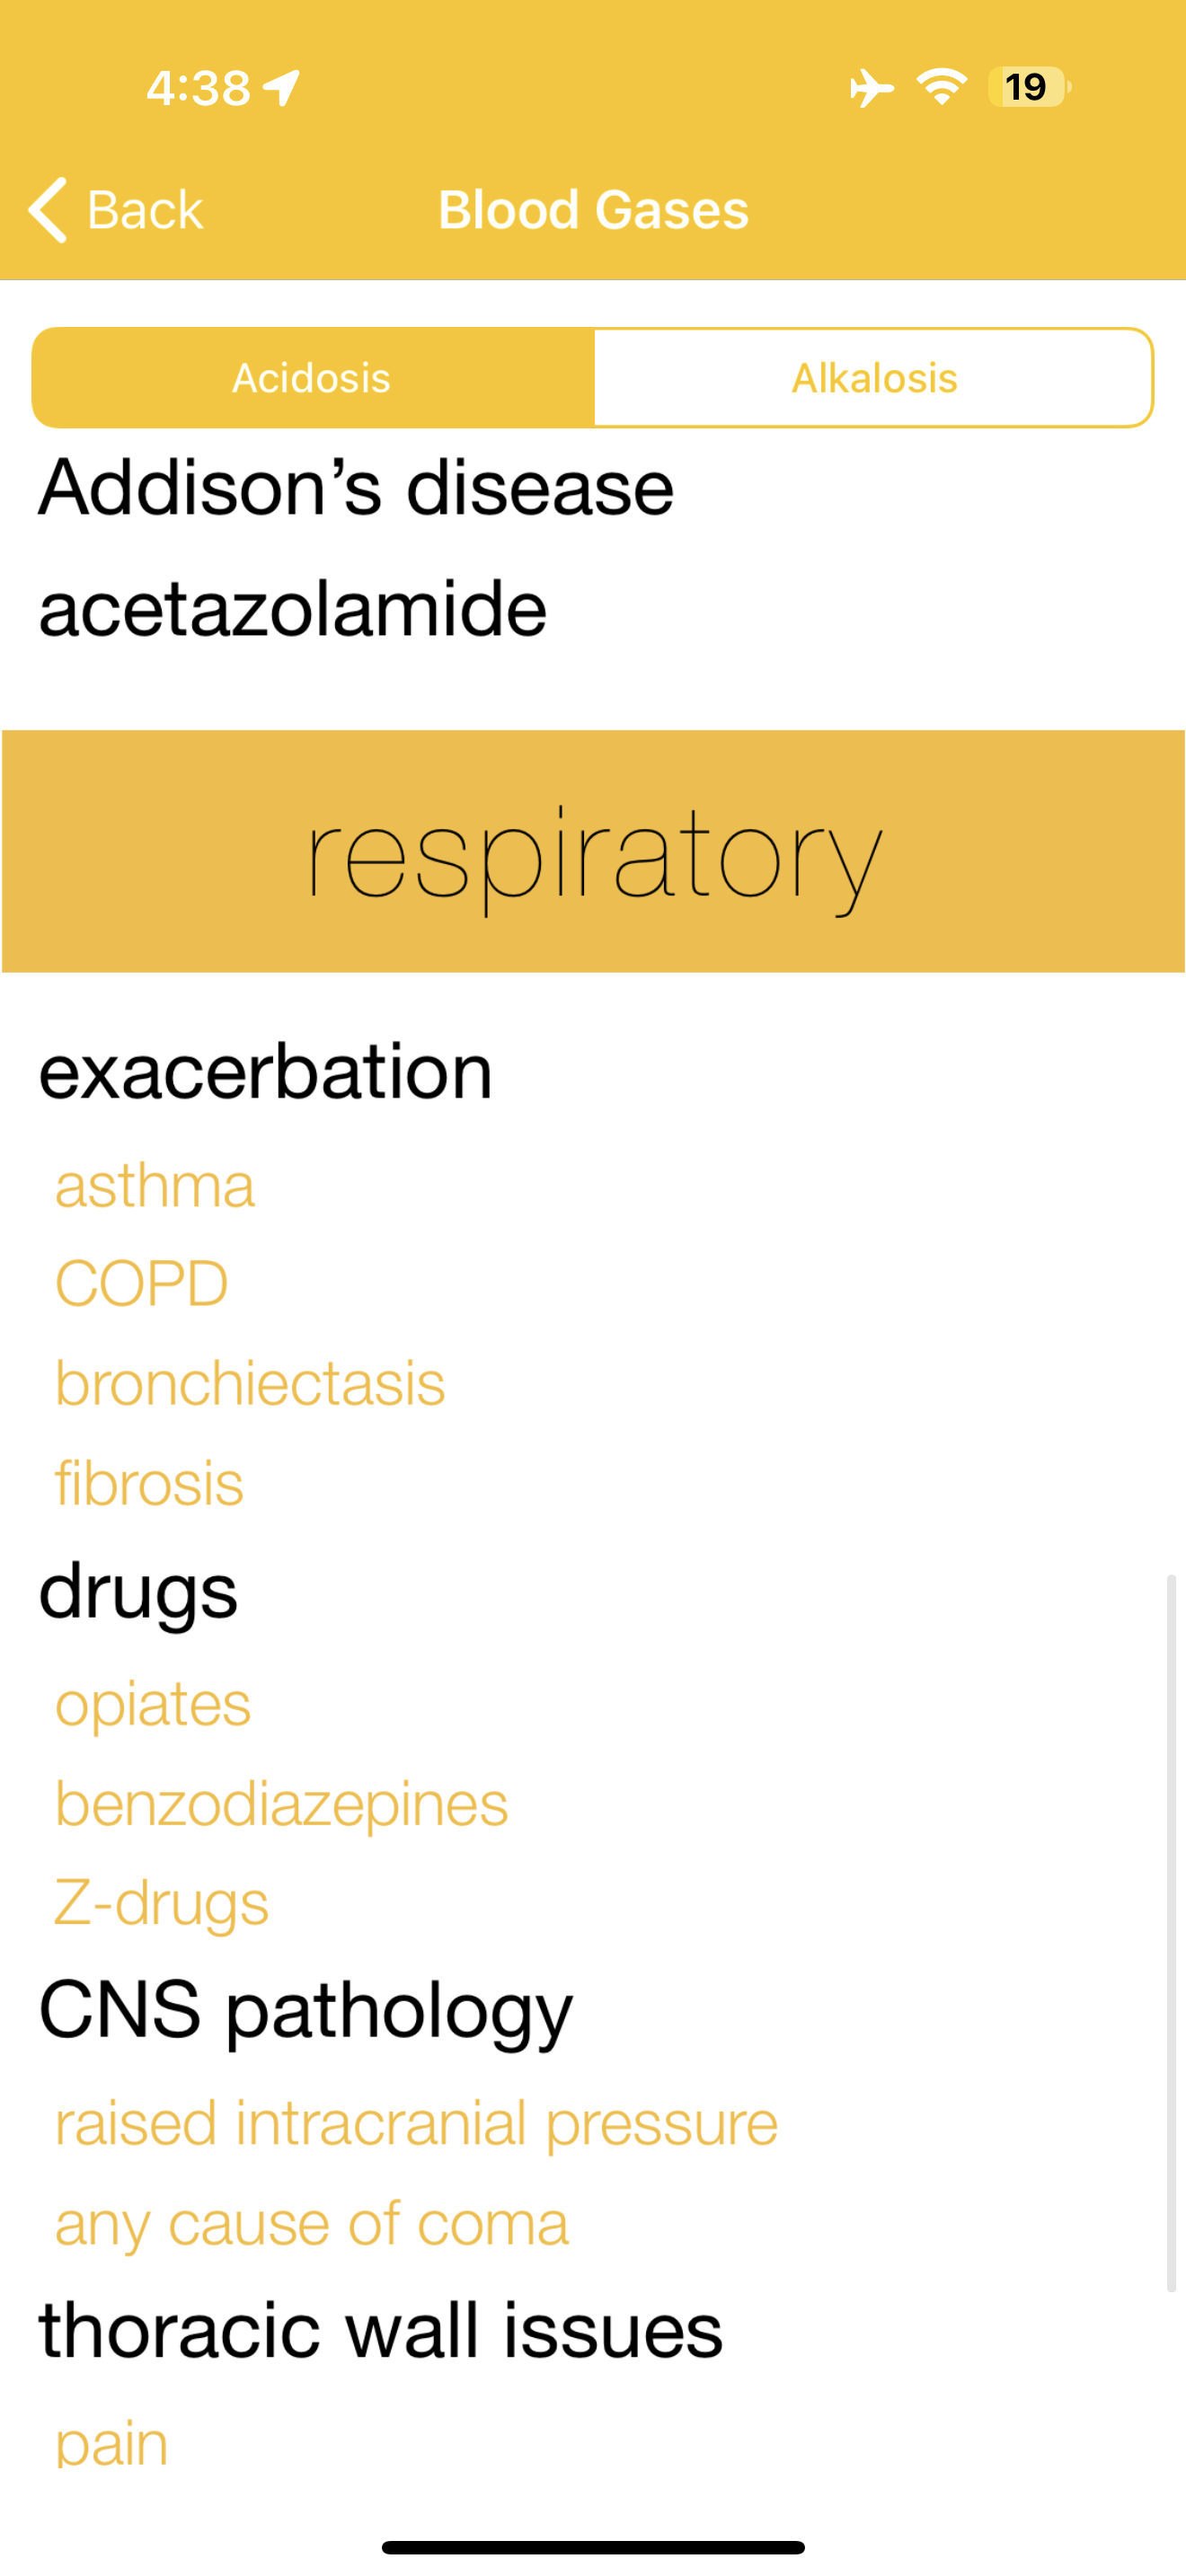 4:38
19
Back
Blood Gases
Acidosis
Alkalosis
Addison’s disease
acetazolamide
respiratory
exacerbation
asthma
COPD
bronchiectasis
fibrosis
drugs
opiates
benzodiazepines
Z-drugs
CNS pathology
raised intracranial pressure
any cause of coma
thoracic wall issues
pain